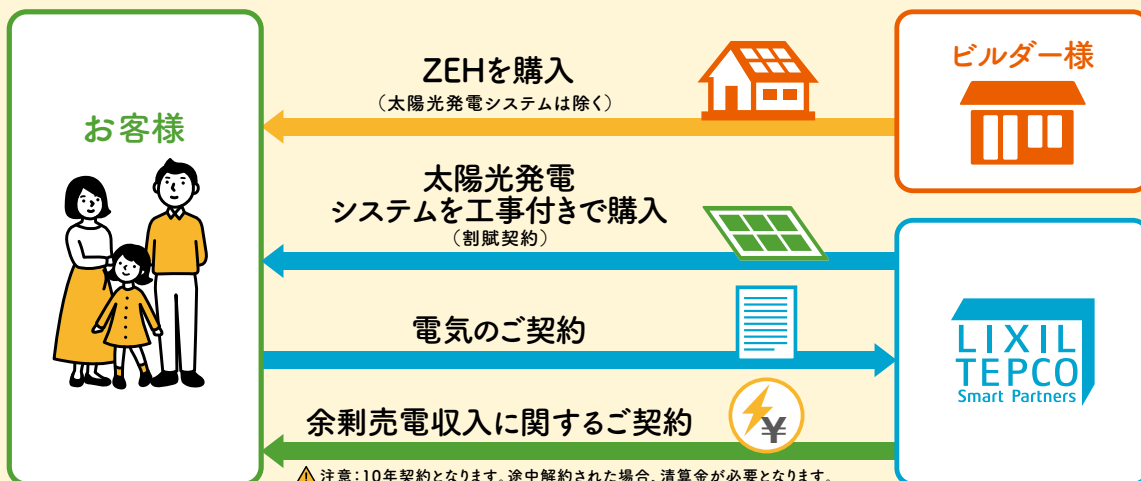 お客様
ZEHを購入
（太陽光発電システムは除く）
ビルダー様
太陽光発電
システムを工事付きで購入
（割賦契約）
電気のご契約
余剰売電収入に関するご契約
¥
注意：10年契約となります。途中解約された場合、清算金が必要となります。
LIXIL
TEPCO
Smart Partners